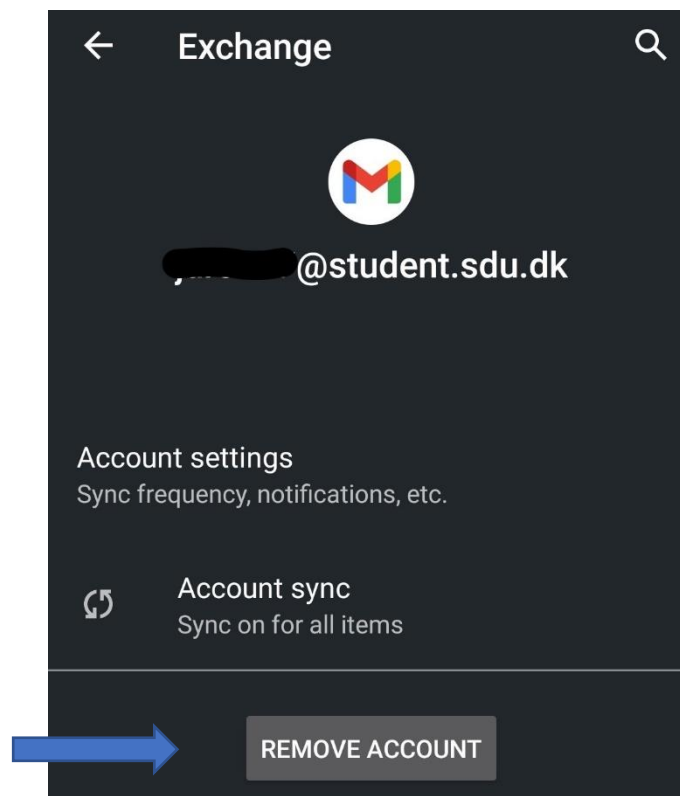 Exchange
@student.sdu.dk
Account settings
Sync frequency, notifications, etc.
Account sync
Sync on for all items
REMOVE ACCOUNT